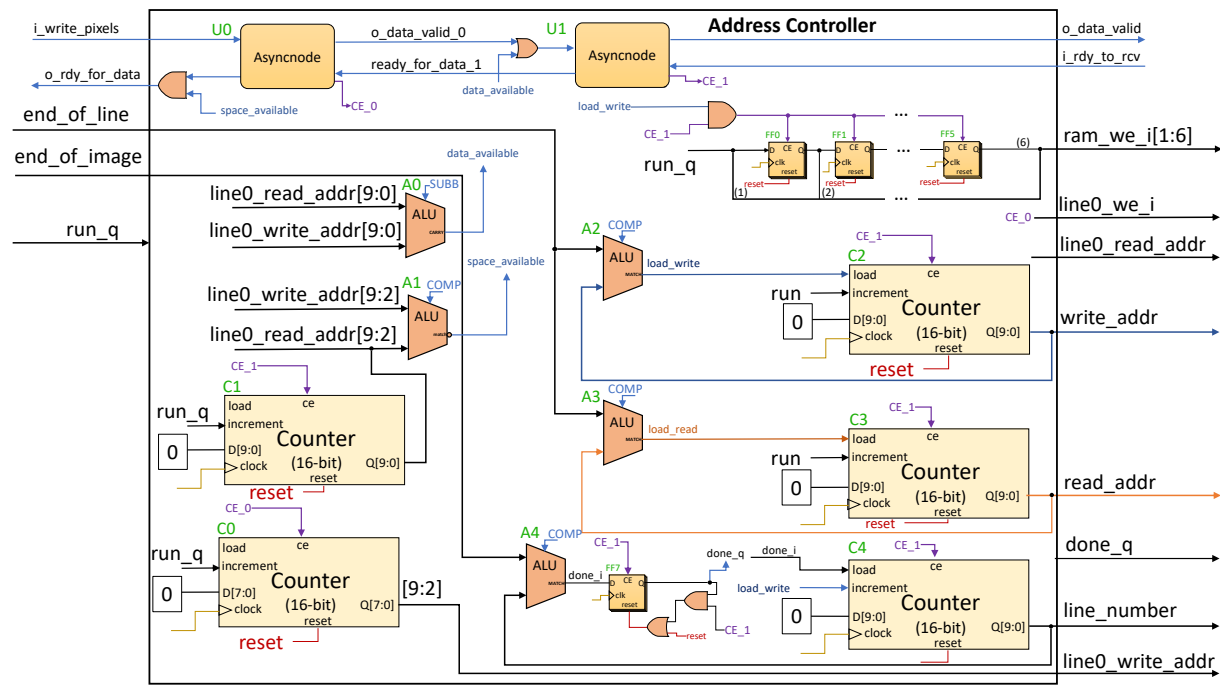 Address Controller
i_write_pixels
U0
Asyncnode
o_data_valid_0
U1
Asyncnode
o_data_valid
ready_for_data_1
i_rdy_to_rcv
o_rdy_for_data
space_available
CE_0
data_available
CE_1
end_of_line
load_write
CE_1
...
...
FF0
D CE Q
clk
reset
FF1
D CE Q
clk
reset
FF5
D CE Q
clk
reset
...
(6)
ram_we_i[1:6]
run_q
reset
(1)
reset
(2)
reset
...
end_of_image
data_available
A0
SUBB
line0_read_addr[9:0]
ALU
CARRY
line0_write_addr[9:0]
CE_0
line0_we_i
run_q
line0_read_addr
space_available
A1
COMP
line0_write_addr[9:2]
ALU
MATCH
line0_read_addr[9:2]
A2
COMP
ALU
MATCH
load_write
CE_1
C2
ce
load
run
increment
Counter
(16-bit)
0
D[9:0]
clock
Q[9:0]
reset
reset
write_addr
CE_1
C1
ce
load
run_q
increment
Counter
(16-bit)
0
D[9:0]
clock
Q[9:0]
reset
reset
A3
COMP
ALU
MATCH
load_read
CE_1
C3
ce
load
run
increment
Counter
(16-bit)
0
D[9:0]
clock
Q[9:0]
reset
reset
read_addr
CE_0
C0
ce
load
run_q
increment
Counter
(16-bit)
0
D[7:0]
clock
Q[7:0]
reset
reset
[9:2]
A4
COMP
ALU
MATCH
done_i
CE_1
FF7
D CE Q
clk
reset
done_q
reset
CE_1
done_i
CE_1
C4
ce
load
load_write
increment
Counter
(16-bit)
0
D[9:0]
clock
Q[9:0]
reset
done_q
line_number
line0_write_addr